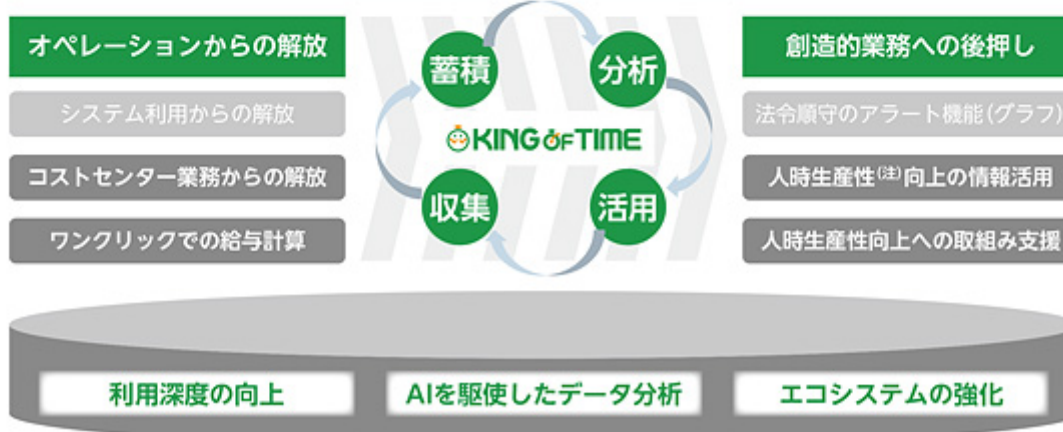 オペレーションからの解放
システム利用からの解放
コストセンター業務からの解放
ワンクリックでの給与計算
蓄積
分析
KING OF TIME
収集
活用
創造的業務への後押し
法令順守のアラート機能(グラフ)
人時生産性(注)向上の情報活用
人時生産性向上への取組み支援
利用深度の向上
AIを駆使したデータ分析
エコシステムの強化